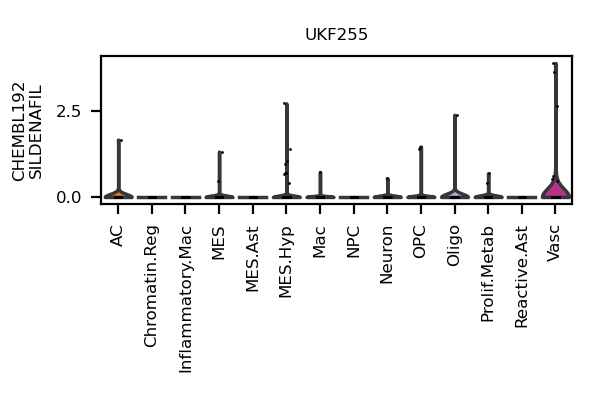 UKF255
CHEMBL192
SILDENAFIL
2.5
0.0
AC
Chromatin.Reg
Inflammatory.Mac
MES
MES.Ast
MES.Hyp
Mac
NPC
Neuron
OPC
Oligo
Prolif.Metab
Reactive.Ast
Vasc